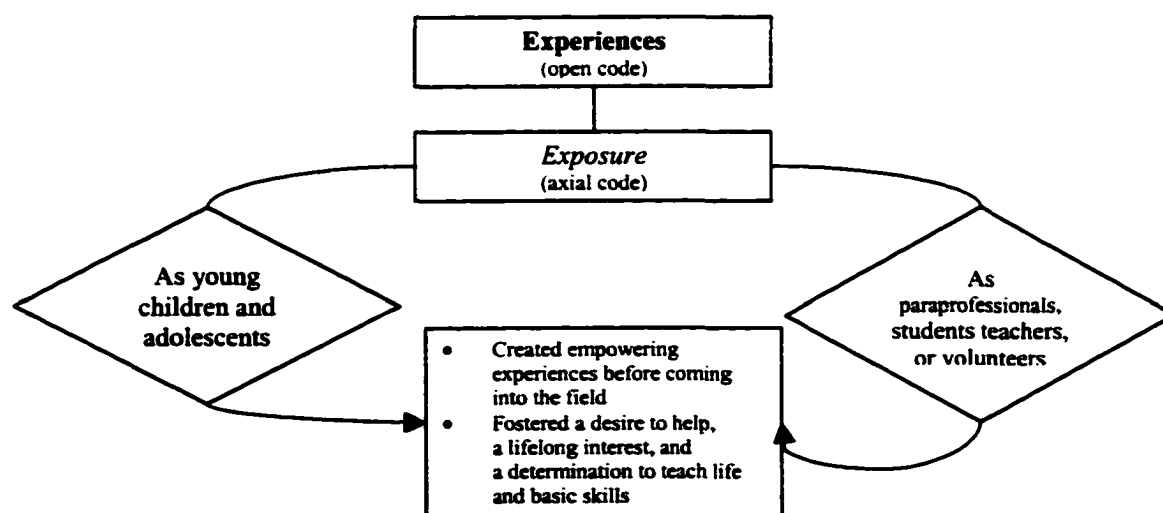 Experiences
(open code)
Exposure
(axial code)
As young
children and
adolescents
As
paraprofessionals,
students teachers,
or volunteers
• Created empowering
experiences before coming
into the field
• Fostered a desire to help,
a lifelong interest, and
a determination to teach life
and basic skills